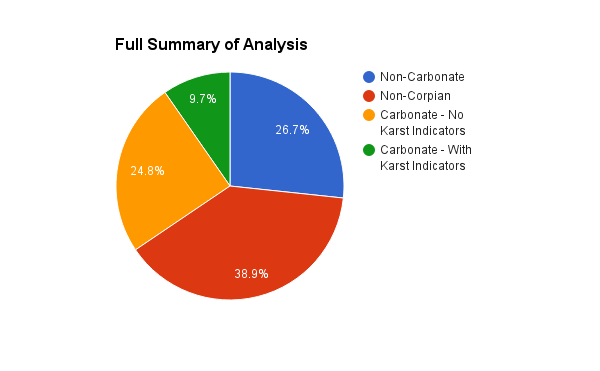 Full Summary of Analysis
Non-Carbonate
Non-Corpian
Carbonate - No
Karst Indicators
Carbonate - With
Karst Indicators
9.7%
26.7%
24.8%
38.9%